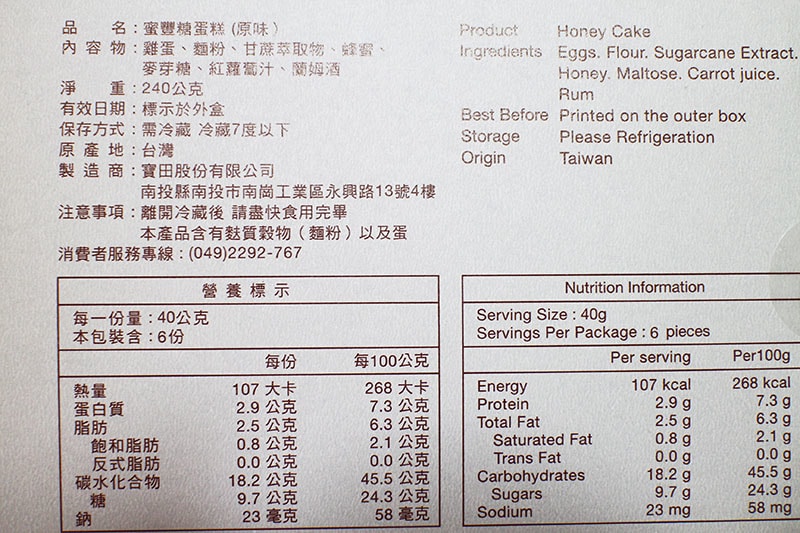 品 名：蜜豐糖蛋糕 (原味)
內 容 物：雞蛋、麵粉、甘蔗萃取物、蜂蜜、
麥芽糖、紅蘿蔔汁、蘭姆酒
淨 重：240公克
有效日期：標示於外盒
保存方式：需冷藏 冷藏7度以下
原 產 地：台灣
製 造 商：寶田股份有限公司
南投縣南投市南崗工業區永興路13號4樓
注意事項：離開冷藏後 請盡快食用完畢
本產品含有麩質穀物（麵粉）以及蛋
消費者服務專線：(049)2292-767
Product Honey Cake
Ingredients Eggs. Flour. Sugarcane Extract.
Honey. Maltose. Carrot juice.
Rum
Best Before Printed on the outer box
Storage Please Refrigeration
Origin Taiwan
營 養 標 示
每一份量：40公克
本包裝含：6份
每份 每100公克
熱量 107 大卡 268 大卡
蛋白質 2.9 公克 7.3 公克
脂肪 2.5 公克 6.3 公克
飽和脂肪 0.8 公克 2.1 公克
反式脂肪 0.0 公克 0.0 公克
碳水化合物 18.2 公克 45.5 公克
糖 9.7 公克 24.3 公克
鈉 23 毫克 58 毫克
Nutrition Information
Serving Size : 40g
Servings Per Package : 6 pieces
Per serving Per100g
Energy 107 kcal 268 kcal
Protein 2.9 g 7.3 g
Total Fat 2.5 g 6.3 g
Saturated Fat 0.8 g 2.1 g
Trans Fat 0.0 g 0.0 g
Carbohydrates 18.2 g 45.5 g
Sugars 9.7 g 24.3 g
Sodium 23 mg 58 mg